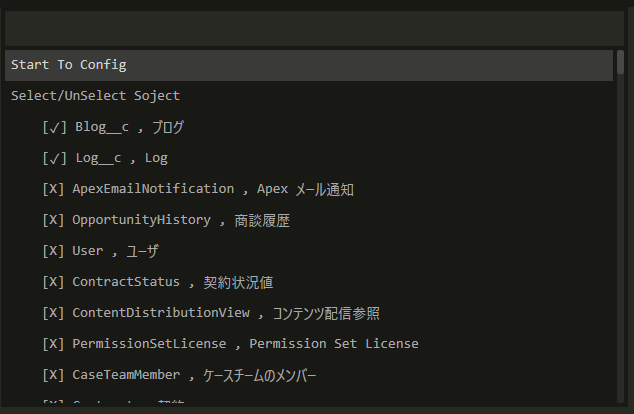 Start To Config
Select/UnSelect Soject
[✓] Blog__c , ブログ
[✓] Log__c , Log
[X] ApexEmailNotification , Apex メール通知
[X] OpportunityHistory , 商談履歴
[X] User , ユーザ
[X] ContractStatus , 契約状況値
[X] ContentDistributionView , コンテンツ配信参照
[X] PermissionSetLicense , Permission Set License
[X] CaseTeamMember , ケースチームのメンバー